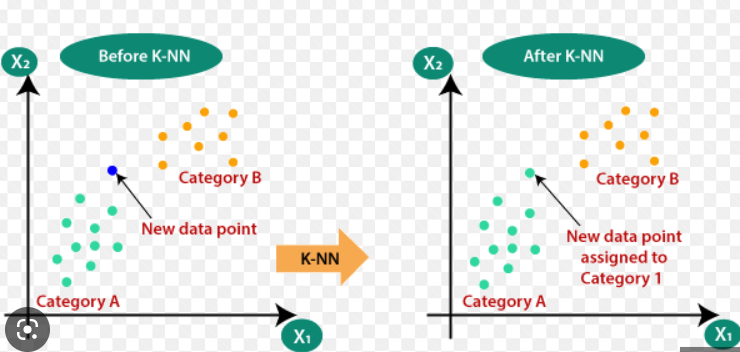 X₂
Before K-NN
Category B
New data point
Category A
X₁
K-NN
X₂
After K-NN
Category B
New data point
assigned to
Category 1
Category A
X₁